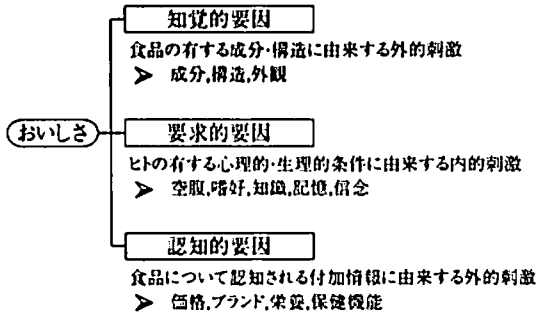 知覚的要因
食品の有する成分・構造に由来する外的刺激
➤ 成分,構造,外観
おいしさ
要求的要因
ヒトの有する心理的・生理的条件に由来する内的刺激
➤ 空腹,嗜好,知識,記憶,信念
認知的要因
食品について認知される付加情報に由来する外的刺激
➤ 価格,ブランド,栄養,保健機能